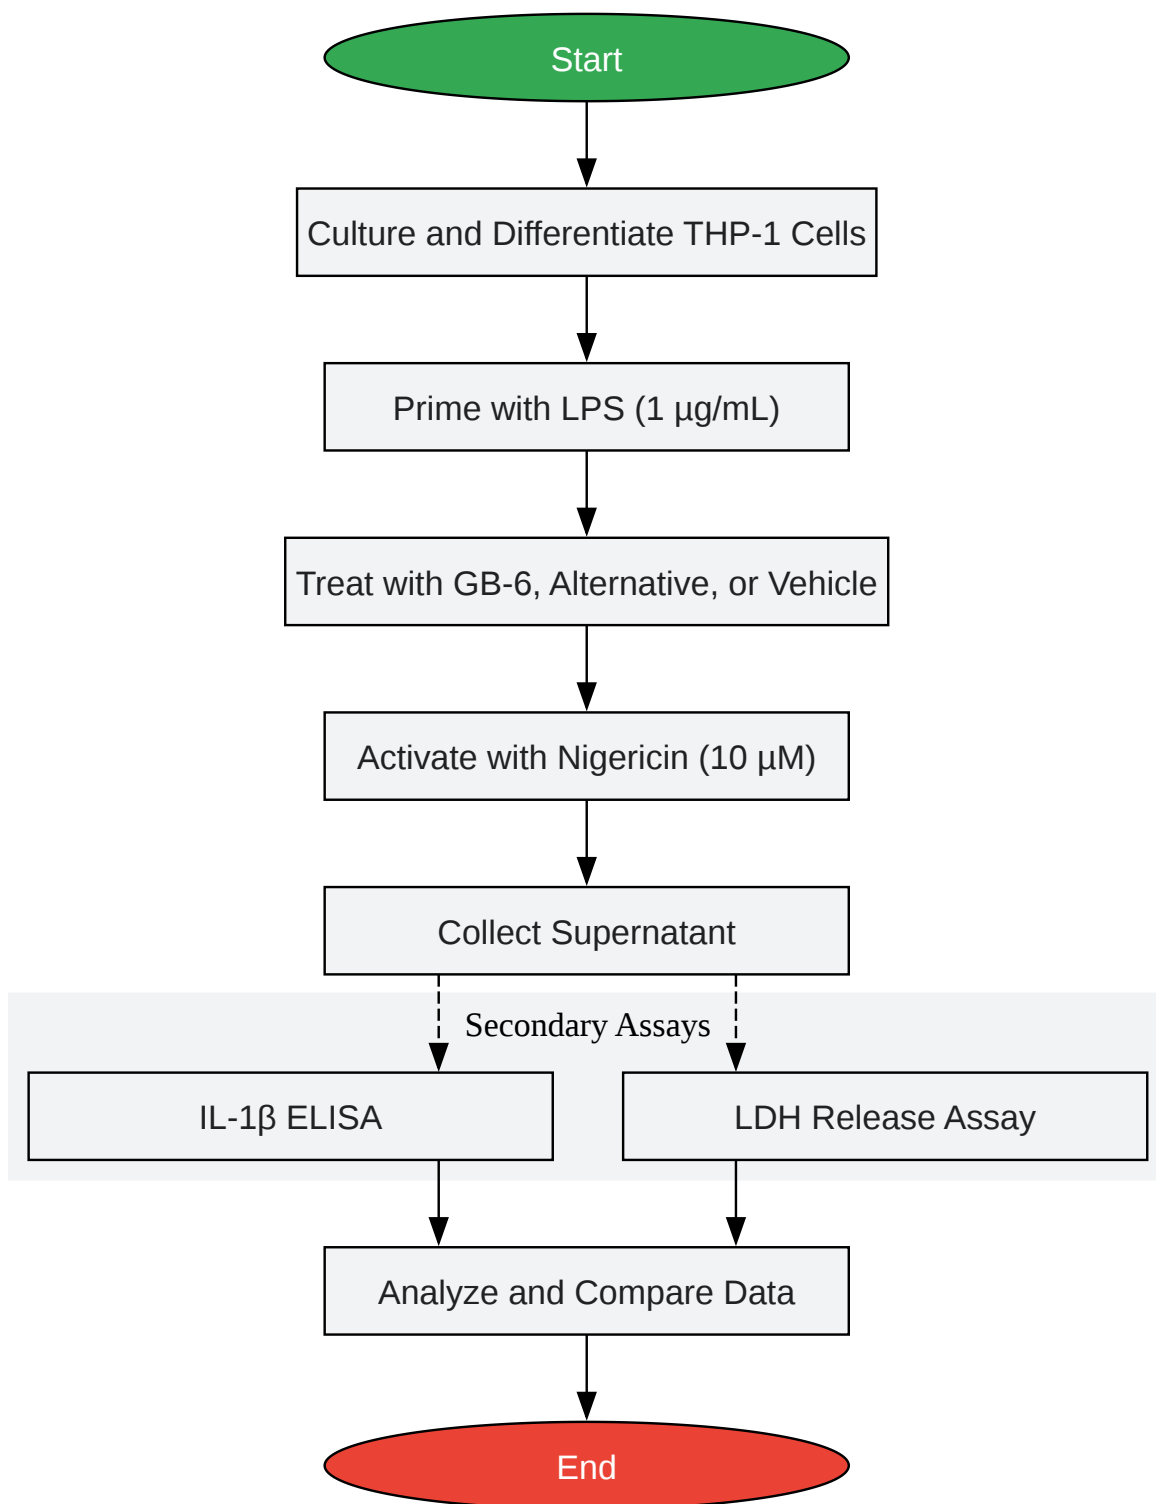 Start
Culture and Differentiate THP-1 Cells
Prime with LPS (1 µg/mL)
Treat with GB-6, Alternative, or Vehicle
Activate with Nigericin (10 µM)
Collect Supernatant
Secondary Assays
IL-1β ELISA
LDH Release Assay
Analyze and Compare Data
End